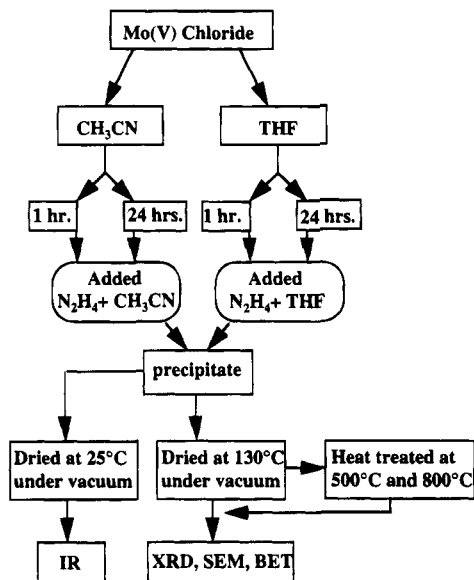 Mo(V) Chloride
CH₃CN
THF
1 hr.
24 hrs.
1 hr.
24 hrs.
Added
N₂H₄+ CH₃CN
Added
N₂H₄+ THF
precipitate
Dried at 25°C
under vacuum
Dried at 130°C
under vacuum
Heat treated at
500°C and 800°C
IR
XRD, SEM, BET